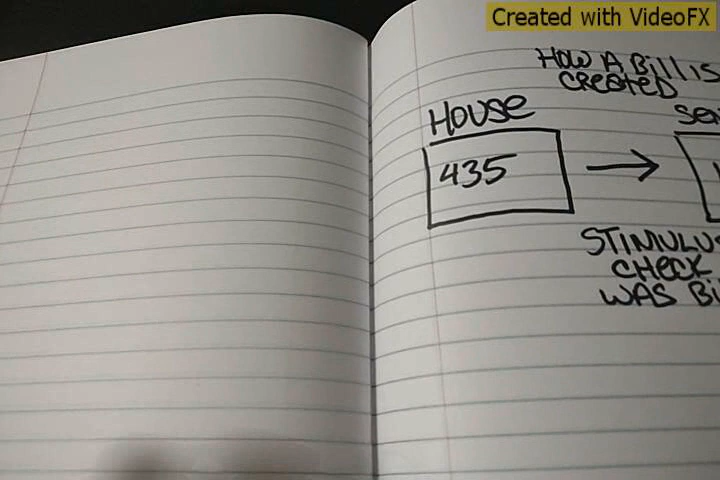 Created with VideoFX
HOW A Bill is
CREATED
HOUSE
435
STIMULUS
CHECK
WAS